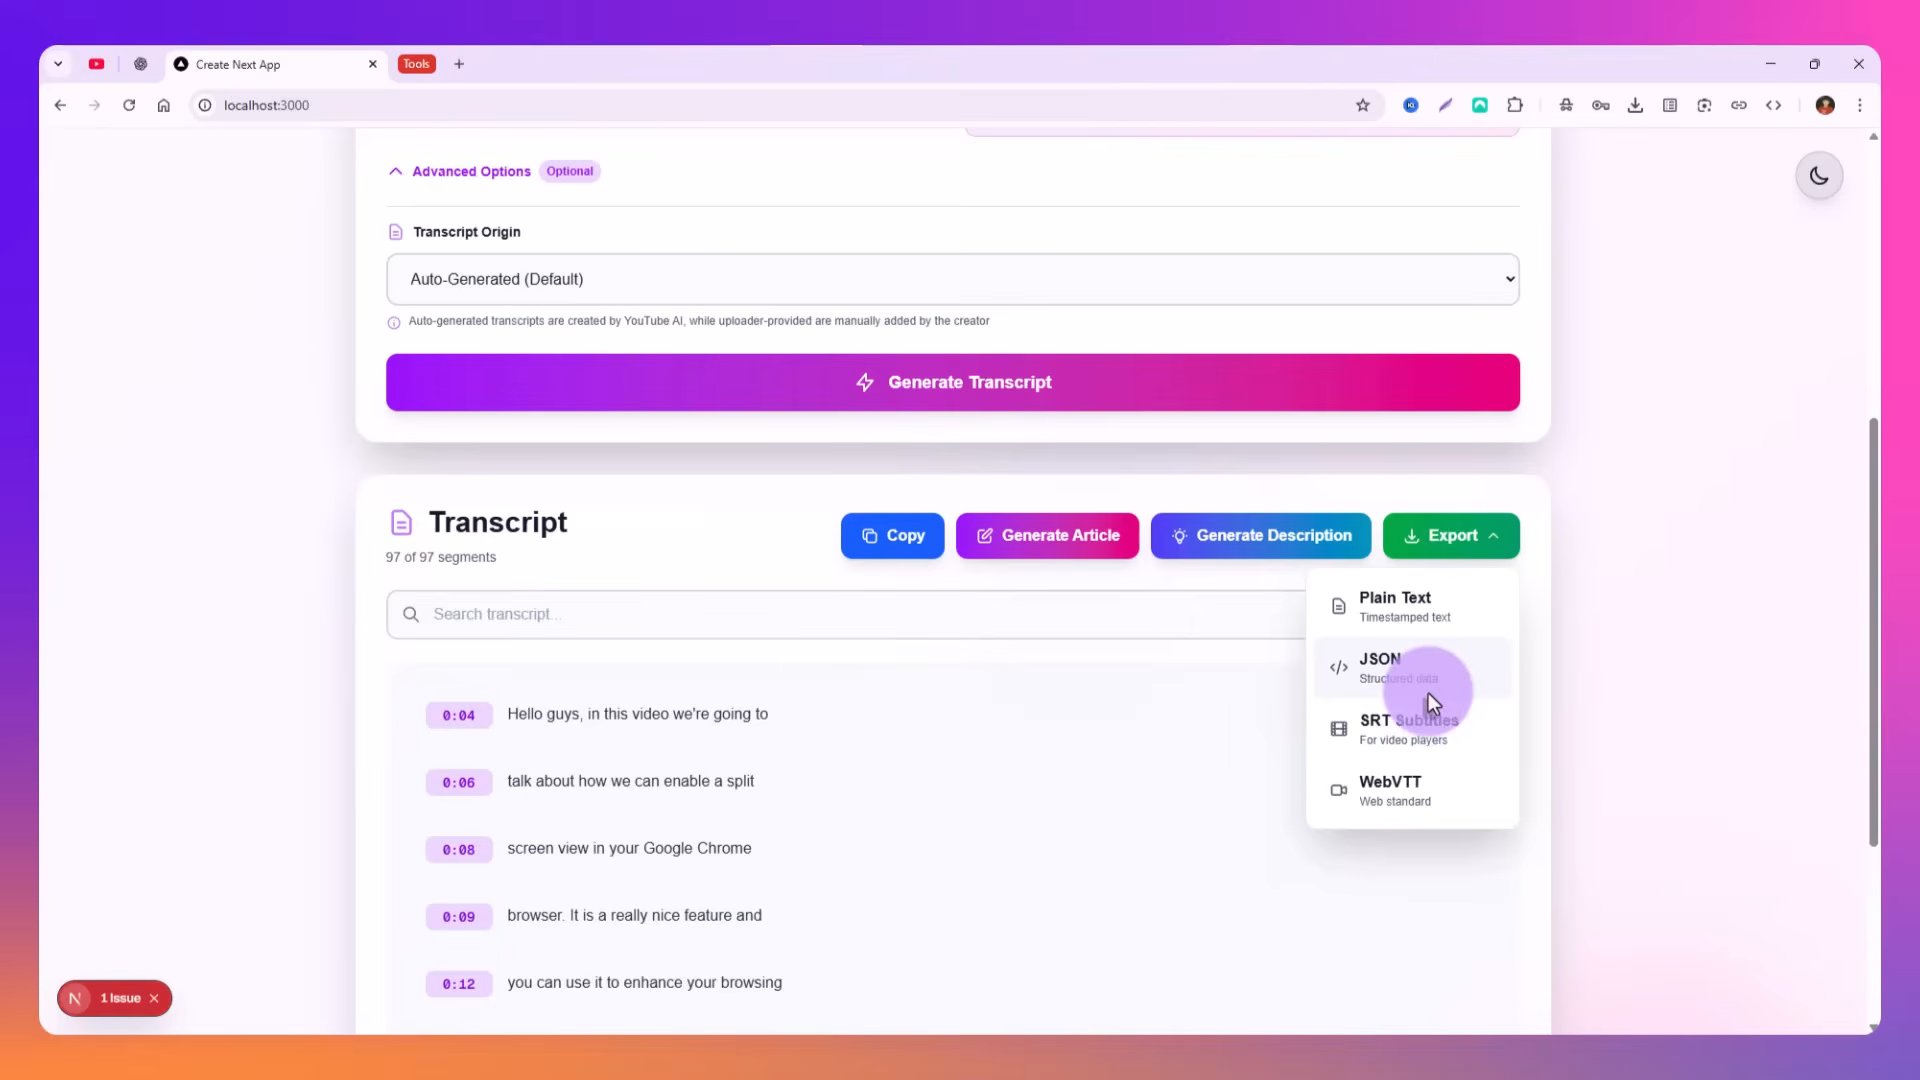 Create Next App
Tools
localhost:3000
Advanced Options Optional
Transcript Origin
Auto-Generated (Default)
Auto-generated transcripts are created by YouTube AI, while uploader-provided are manually added by the creator
Generate Transcript
Transcript
97 of 97 segments
Copy
Generate Article
Generate Description
Export
Search transcript...
Plain Text
Timestamped text
JSON
Structured data
SRT Subtitles
For video players
WebVTT
Web standard
0:04 Hello guys, in this video we're going to
0:06 talk about how we can enable a split
0:08 screen view in your Google Chrome
0:09 browser. It is a really nice feature and
0:12 you can use it to enhance your browsing
N 1 Issue